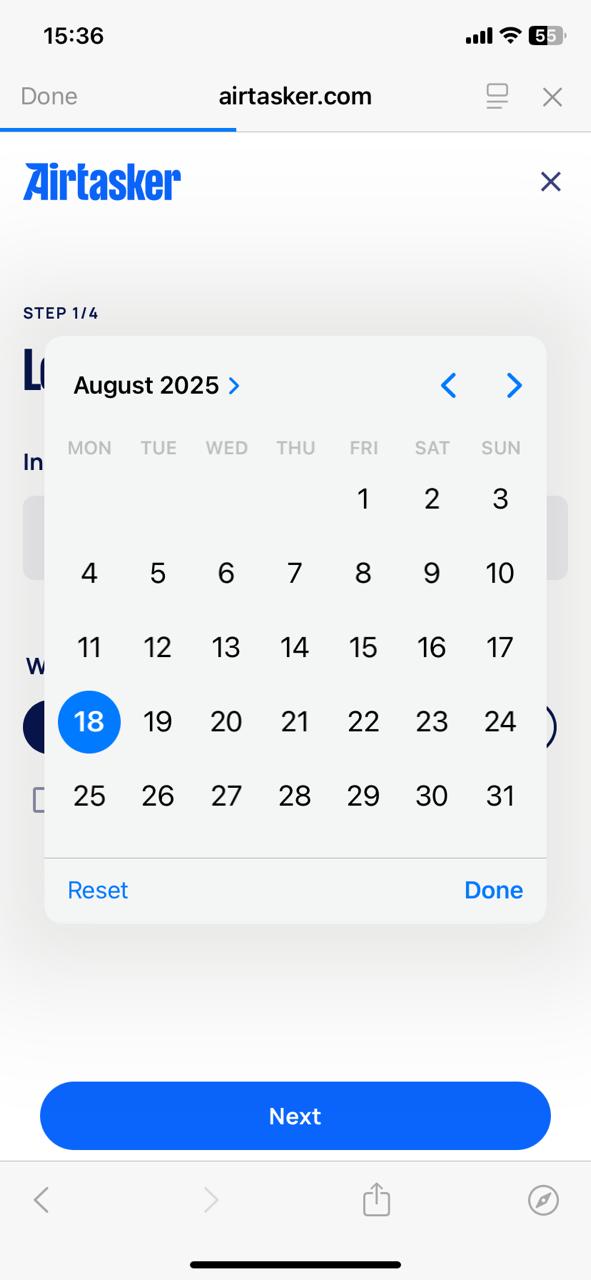 15:36
55
Done
airtasker.com
Airtasker
STEP 1/4
August 2025
MON TUE WED THU FRI SAT SUN
1 2 3
4 5 6 7 8 9 10
11 12 13 14 15 16 17
18 19 20 21 22 23 24
25 26 27 28 29 30 31
Reset Done
Next